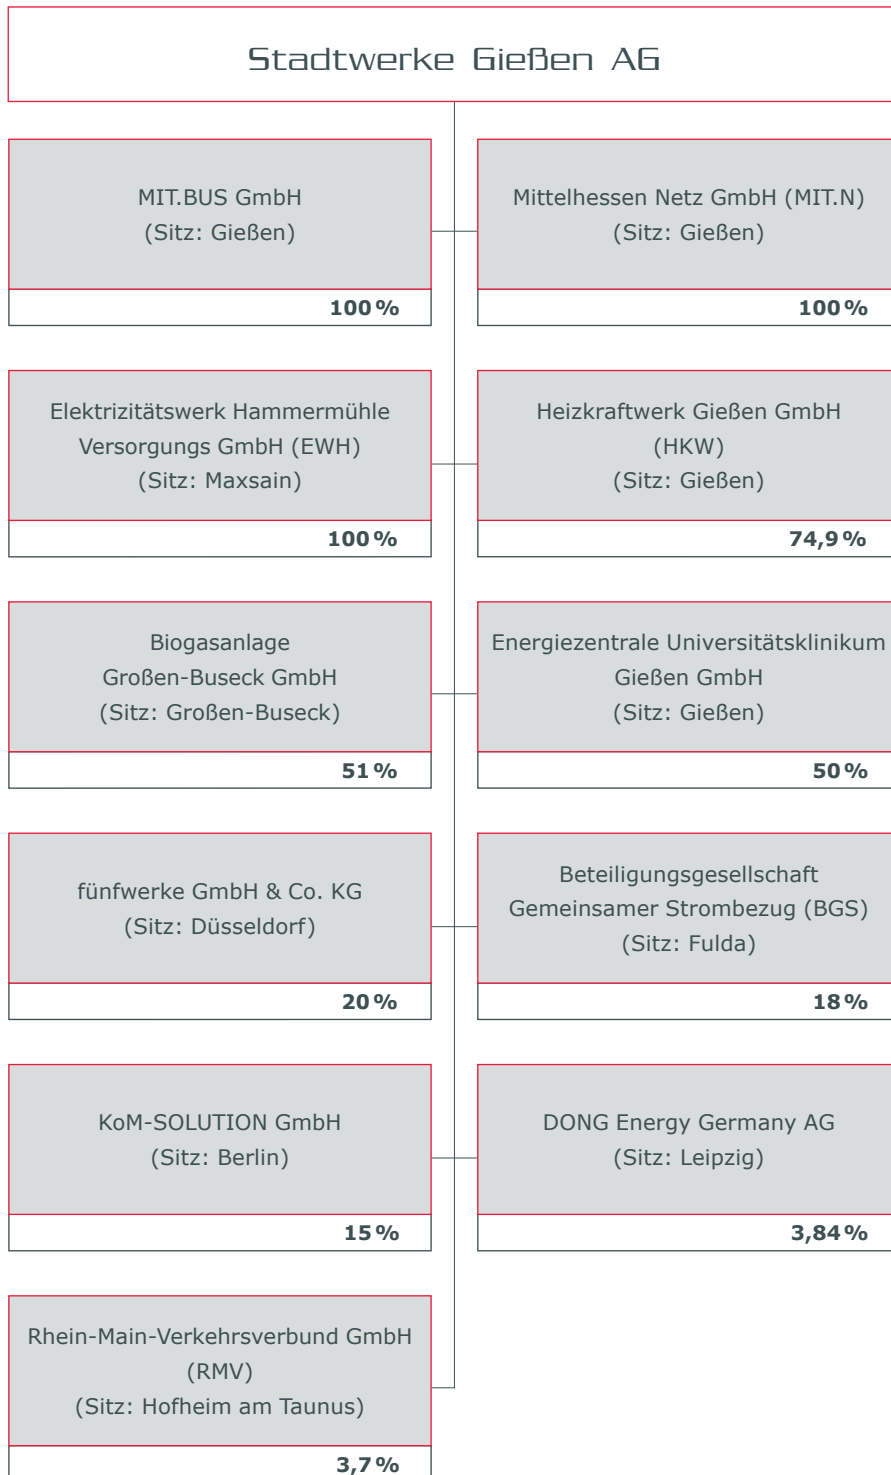 Stadtwerke Gießen AG
MIT.BUS GmbH
(Sitz: Gießen)
100 %
Mittelhessen Netz GmbH (MIT.N)
(Sitz: Gießen)
100 %
Elektrizitätswerk Hammermühle
Versorgungs GmbH (EWH)
(Sitz: Maxsain)
100 %
Heizkraftwerk Gießen GmbH
(HKW)
(Sitz: Gießen)
74,9 %
Biogasanlage
Großen-Buseck GmbH
(Sitz: Großen-Buseck)
51 %
Energiezentrale Universitätsklinikum
Gießen GmbH
(Sitz: Gießen)
50 %
fünfwerke GmbH & Co. KG
(Sitz: Düsseldorf)
20 %
Beteiligungsgesellschaft
Gemeinsamer Strombezug (BGS)
(Sitz: Fulda)
18 %
KoM-SOLUTION GmbH
(Sitz: Berlin)
15 %
DONG Energy Germany AG
(Sitz: Leipzig)
3,84 %
Rhein-Main-Verkehrsverbund GmbH
(RMV)
(Sitz: Hofheim am Taunus)
3,7 %